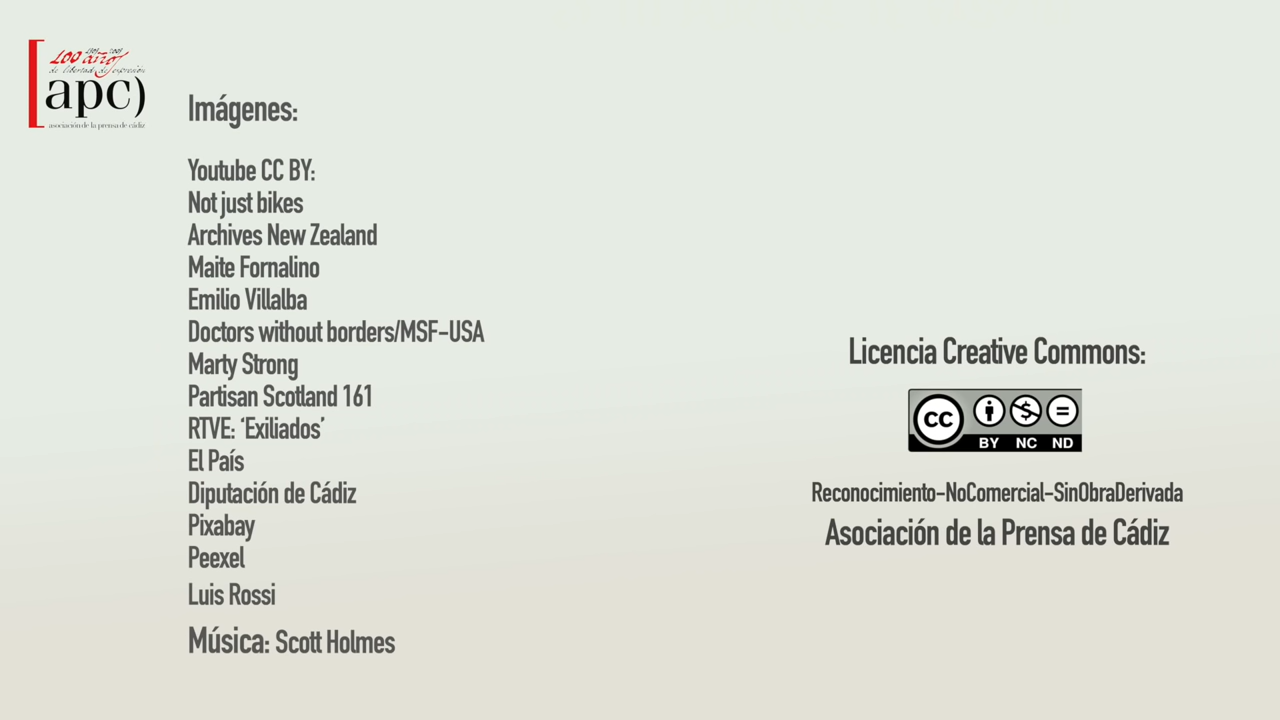 100 años
de libertad de expresión
apc)
asociación de la prensa de cádiz
Imágenes:
Youtube CC BY:
Not just bikes
Archives New Zealand
Maite Fornalino
Emilio Villalba
Doctors without borders/MSF-USA
Marty Strong
Partisan Scotland 161
RTVE: ‘Exiliados’
El País
Diputación de Cádiz
Pixabay
Peexel
Luis Rossi
Música: Scott Holmes
Licencia Creative Commons:
CC
BY NC ND
Reconocimiento-NoComercial-SinObraDerivada
Asociación de la Prensa de Cádiz